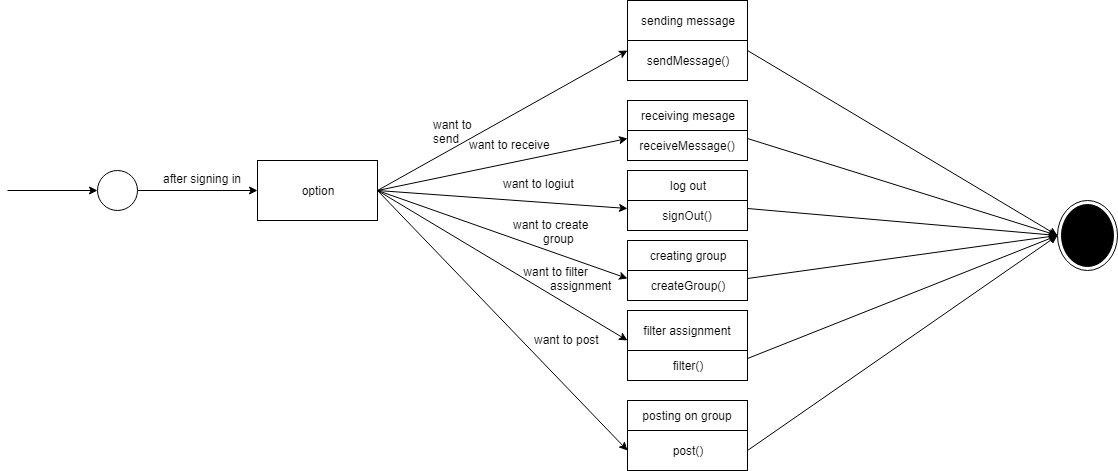 sending message
sendMessage()
want to
send
receiving mesage
receiveMessage()
want to receive
after signing in
option
want to logiut
log out
signOut()
want to create
group
creating group
createGroup()
want to filter
assignment
filter assignment
filter()
want to post
posting on group
post()